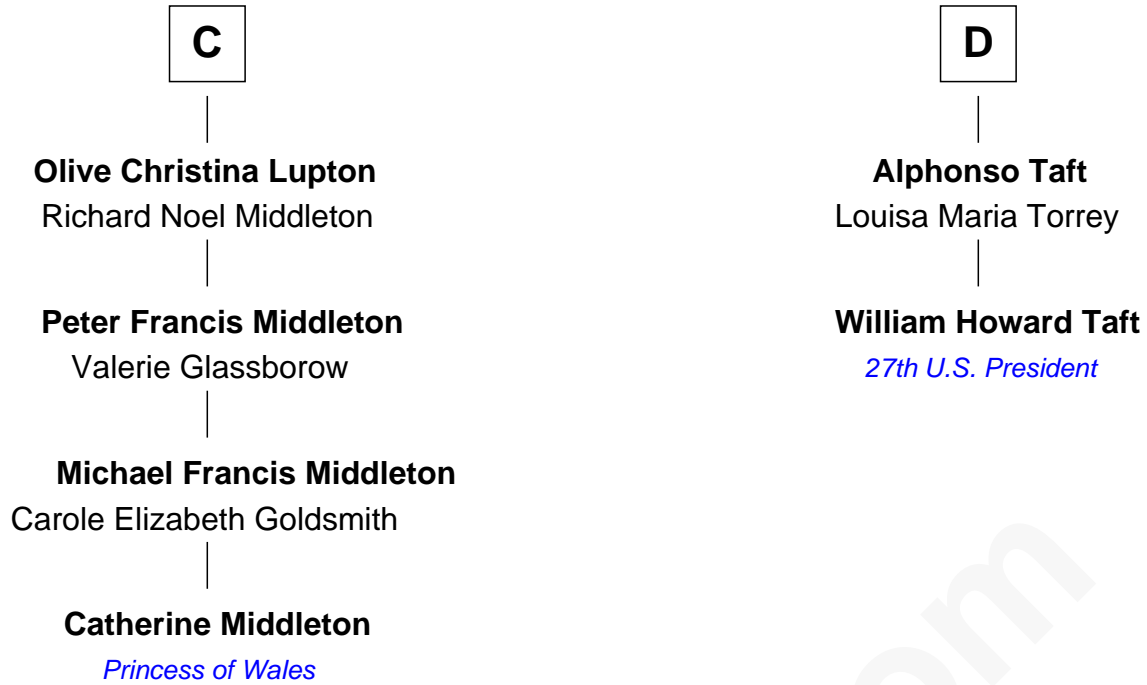 C
Olive Christina Lupton
Richard Noel Middleton
Peter Francis Middleton
Valerie Glassborow
Michael Francis Middleton
Carole Elizabeth Goldsmith
Catherine Middleton
Princess of Wales
D
Alphonso Taft
Louisa Maria Torrey
William Howard Taft
27th U.S. President
om